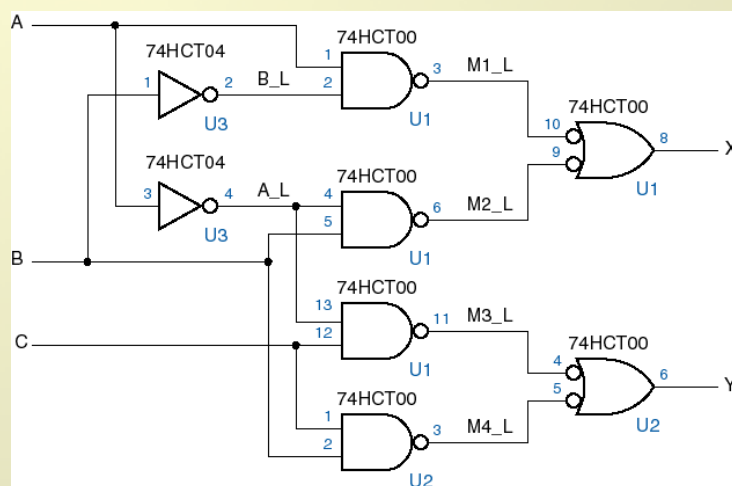 A
74HCT04
1
2
B_L
U3
74HCT00
1
2
3
M1_L
U1
74HCT00
10
9
8
X
U1
74HCT04
3
4
A_L
U3
74HCT00
4
5
6
M2_L
U1
B
74HCT00
13
12
11
M3_L
U1
C
74HCT00
4
5
6
Y
U2
74HCT00
1
2
3
M4_L
U2